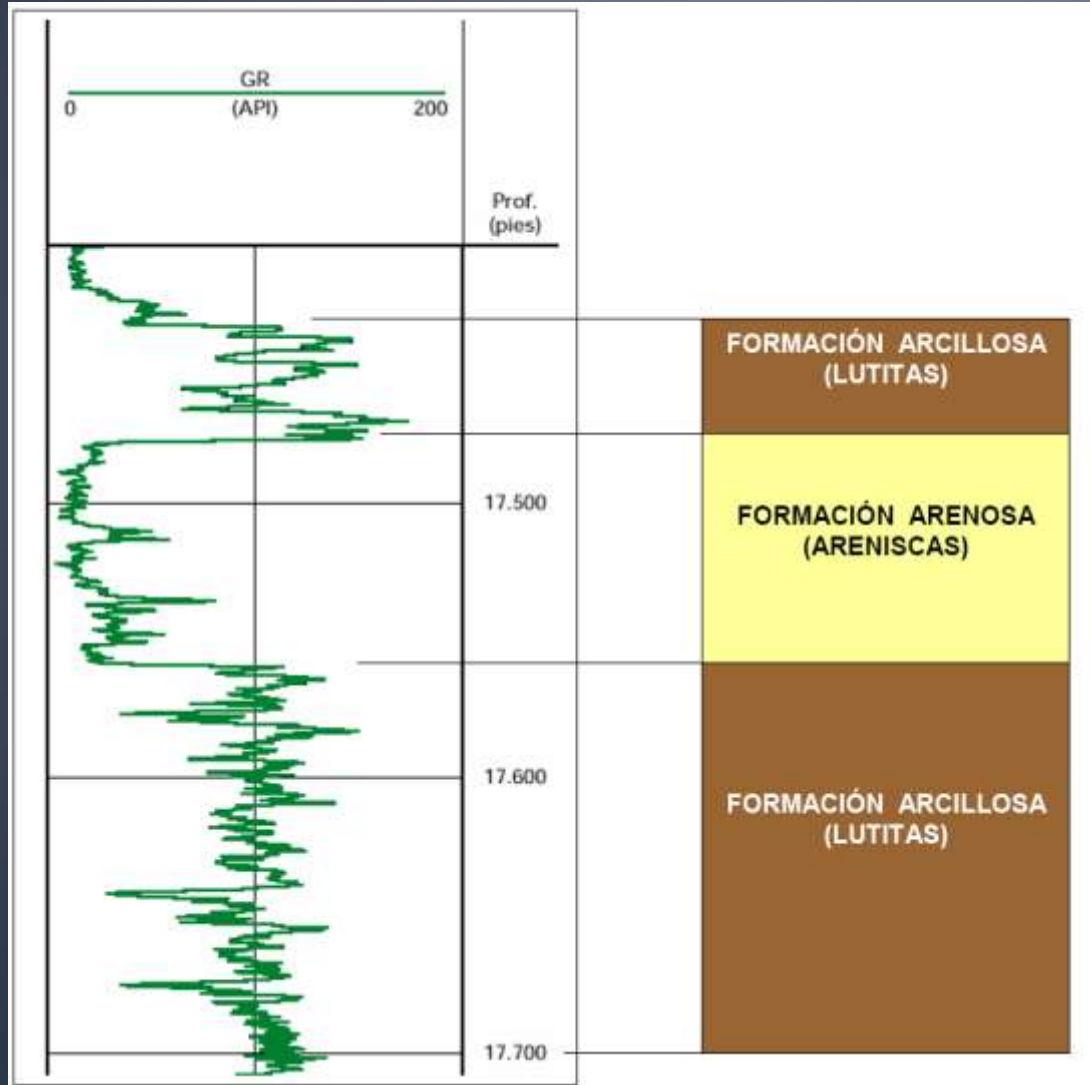 GR
0 (API) 200
Prof.
(pies)
FORMACIÓN ARCILLOSA
(LUTITAS)
17.500
FORMACIÓN ARENOSA
(ARENISCAS)
17.600
FORMACIÓN ARCILLOSA
(LUTITAS)
17.700